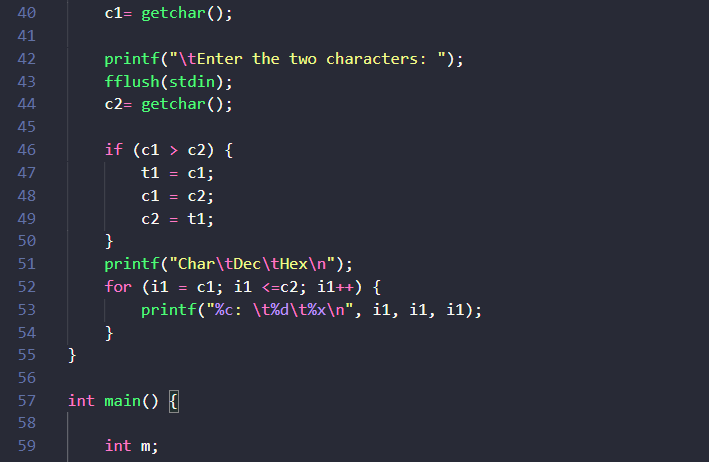 40     c1= getchar();
41
42     printf("\tEnter the two characters: ");
43     fflush(stdin);
44     c2= getchar();
45
46     if (c1 > c2) {
47         t1 = c1;
48         c1 = c2;
49         c2 = t1;
50     }
51     printf("Char\tDec\tHex\n");
52     for (i1 = c1; i1 <=c2; i1++) {
53         printf("%c: \t%d\t%x\n", i1, i1, i1);
54     }
55 }
56
57 int main() {
58
59     int m;